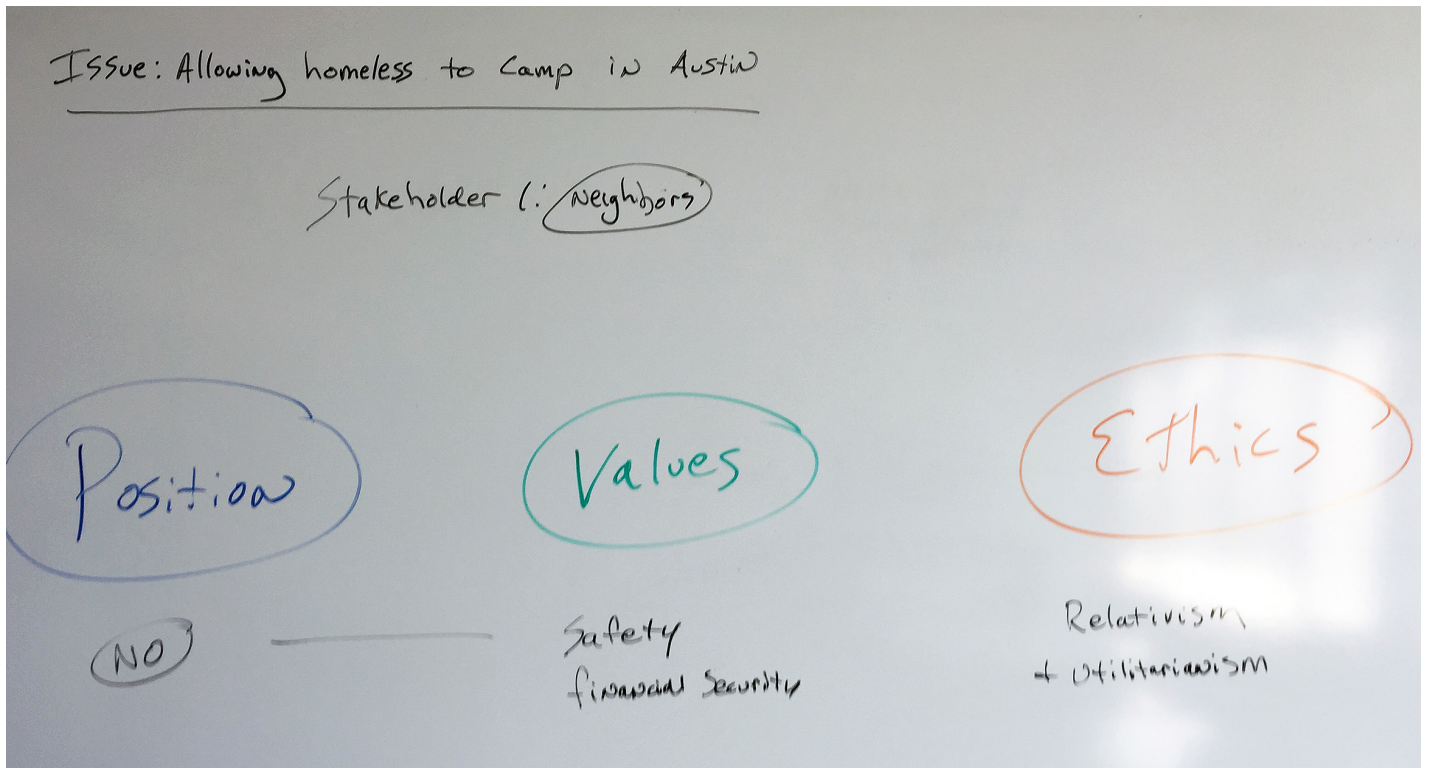 Issue: Allowing homeless to Camp in Austin
Stakeholder 1: Neighbors
Position
Values
Ethics
NO
Safety
financial Security
Relativism
+ Utilitarianism